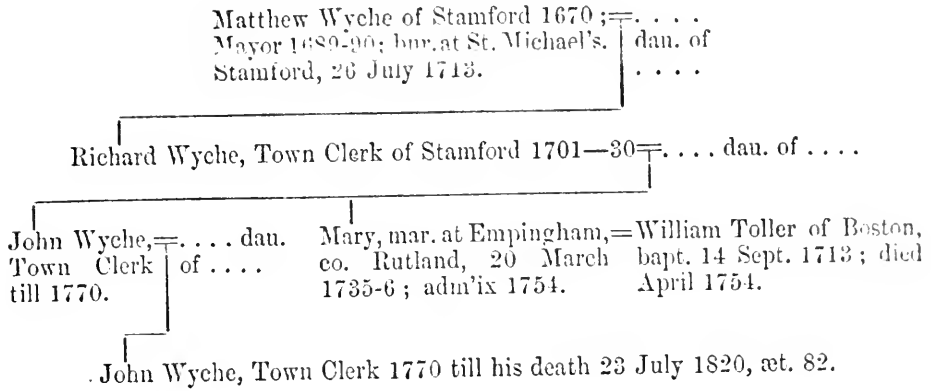 Matthew Wyche of Stamford 1670 ;=. . . .
Mayor 1689-90; bur. at St. Michael's. dau. of
Stamford, 26 July 1713. . . . .
Richard Wyche, Town Clerk of Stamford 1701—30=. . . . dau. of . . . .
John Wyche,=. . . . dau.
Town Clerk of . . . .
till 1770.
Mary, mar. at Empingham,=
co. Rutland, 20 March
1735-6 ; adm'ix 1754.
William Toller of Boston,
bapt. 14 Sept. 1713 ; died
April 1754.
John Wyche, Town Clerk 1770 till his death 23 July 1820, æt. 82.